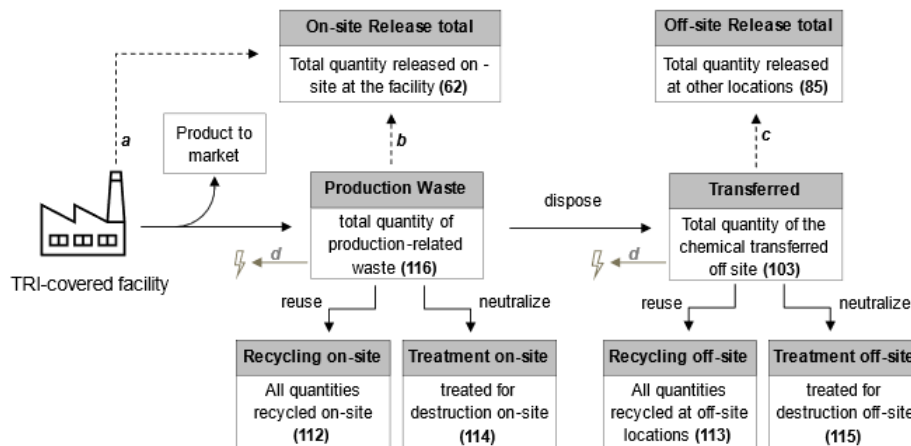 On-site Release total
Total quantity released on -
site at the facility (62)
Off-site Release total
Total quantity released
at other locations (85)
a
Product to
market
b
c
Production Waste
total quantity of
production-related
waste (116)
dispose
Transferred
Total quantity of the
chemical transferred
off site (103)
d
d
TRI-covered facility
reuse
neutralize
reuse
neutralize
Recycling on-site
All quantities
recycled on-site
(112)
Treatment on-site
treated for
destruction on-site
(114)
Recycling off-site
All quantities
recycled at off-site
locations (113)
Treatment off-site
treated for
destruction off-site
(115)